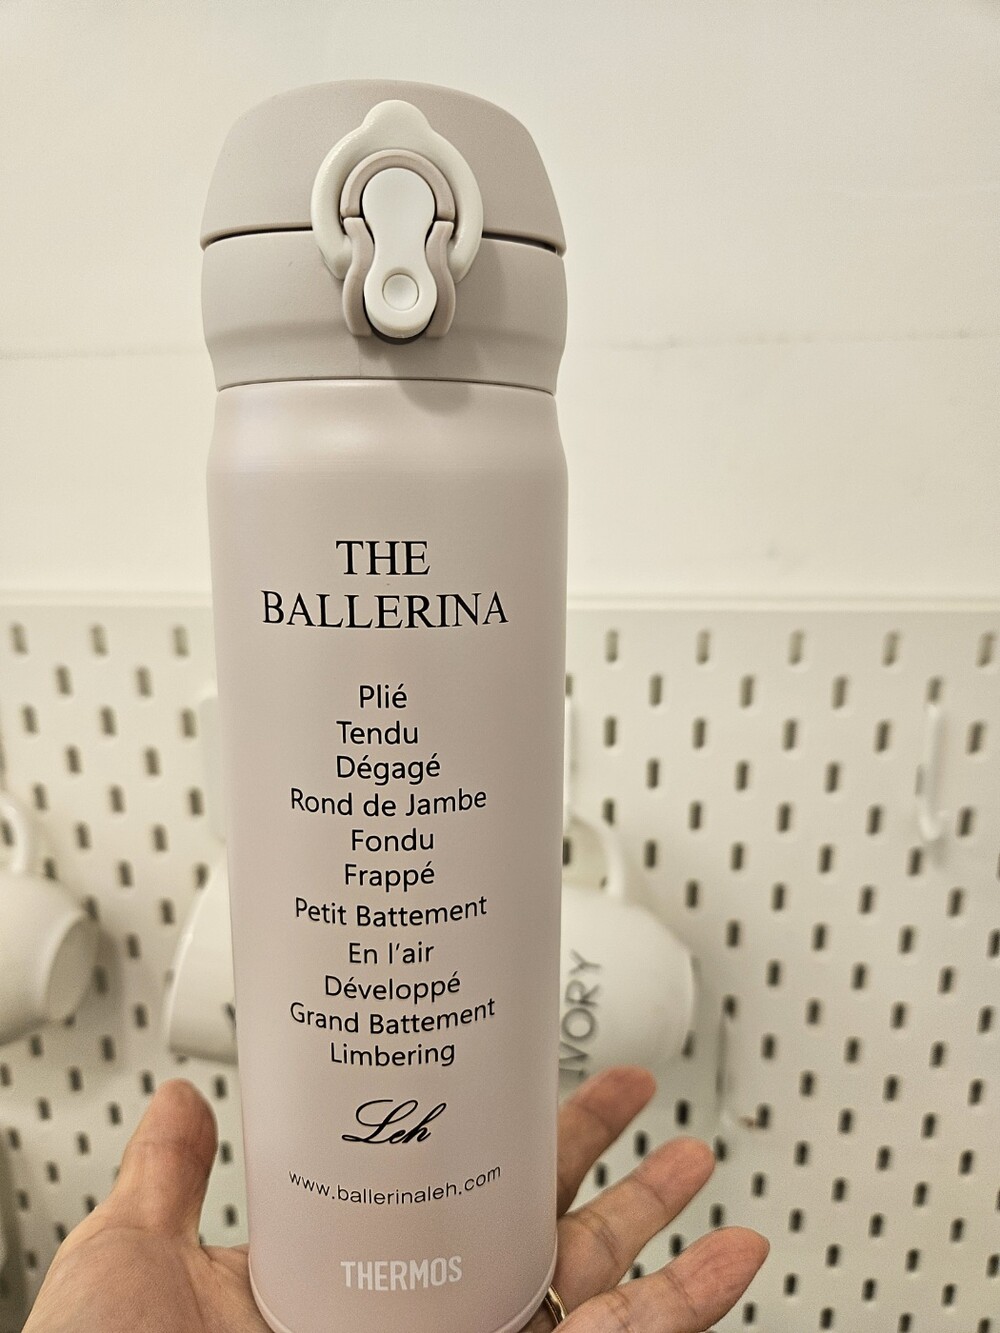 THE
BALLERINA
Plié
Tendu
Dégagé
Rond de Jambe
Fondu
Frappé
Petit Battement
En l'air
Développé
Grand Battement
Limbering
Leh
www.ballerinaleh.com
THERMOS
IVORY